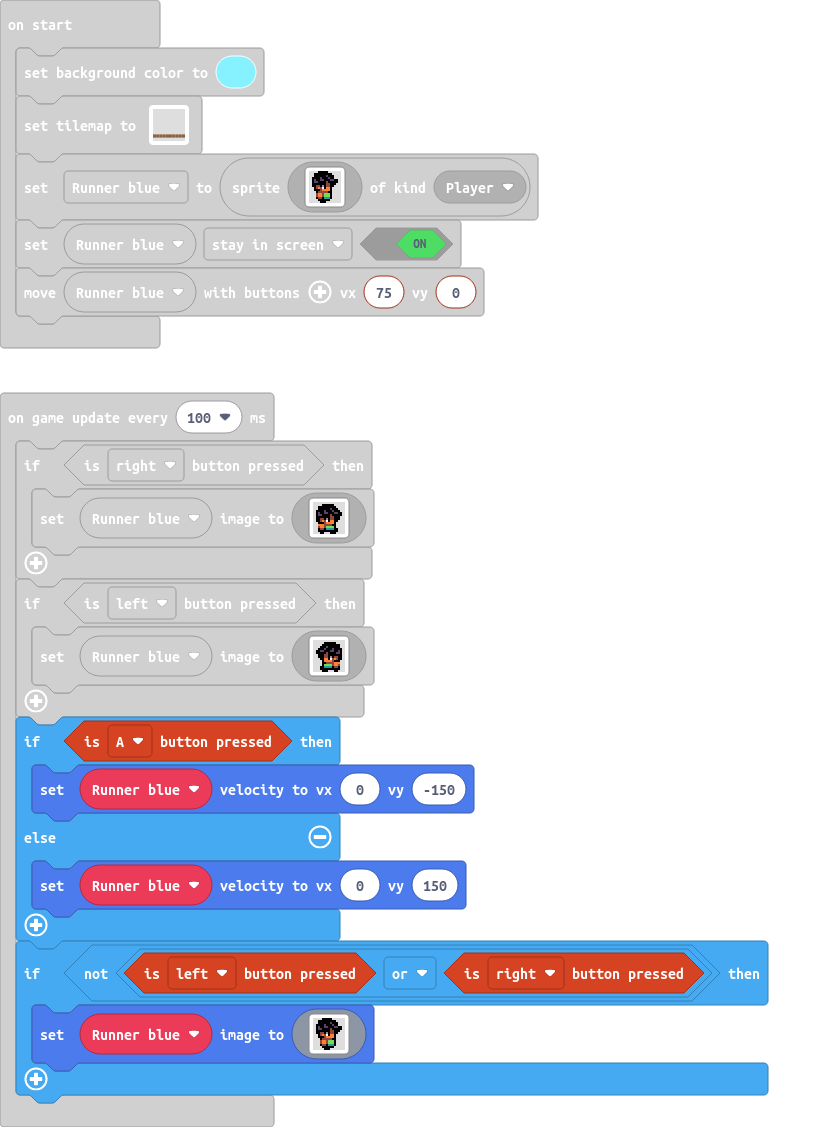 on start
set background color to
set tilemap to
set Runner blue to sprite of kind Player
set Runner blue stay in screen ON
move Runner blue with buttons vx 75 vy 0
on game update every 100 ms
if is right button pressed then
set Runner blue image to
if is left button pressed then
set Runner blue image to
if is A button pressed then
set Runner blue velocity to vx 0 vy -150
else
set Runner blue velocity to vx 0 vy 150
if not is left button pressed or is right button pressed then
set Runner blue image to